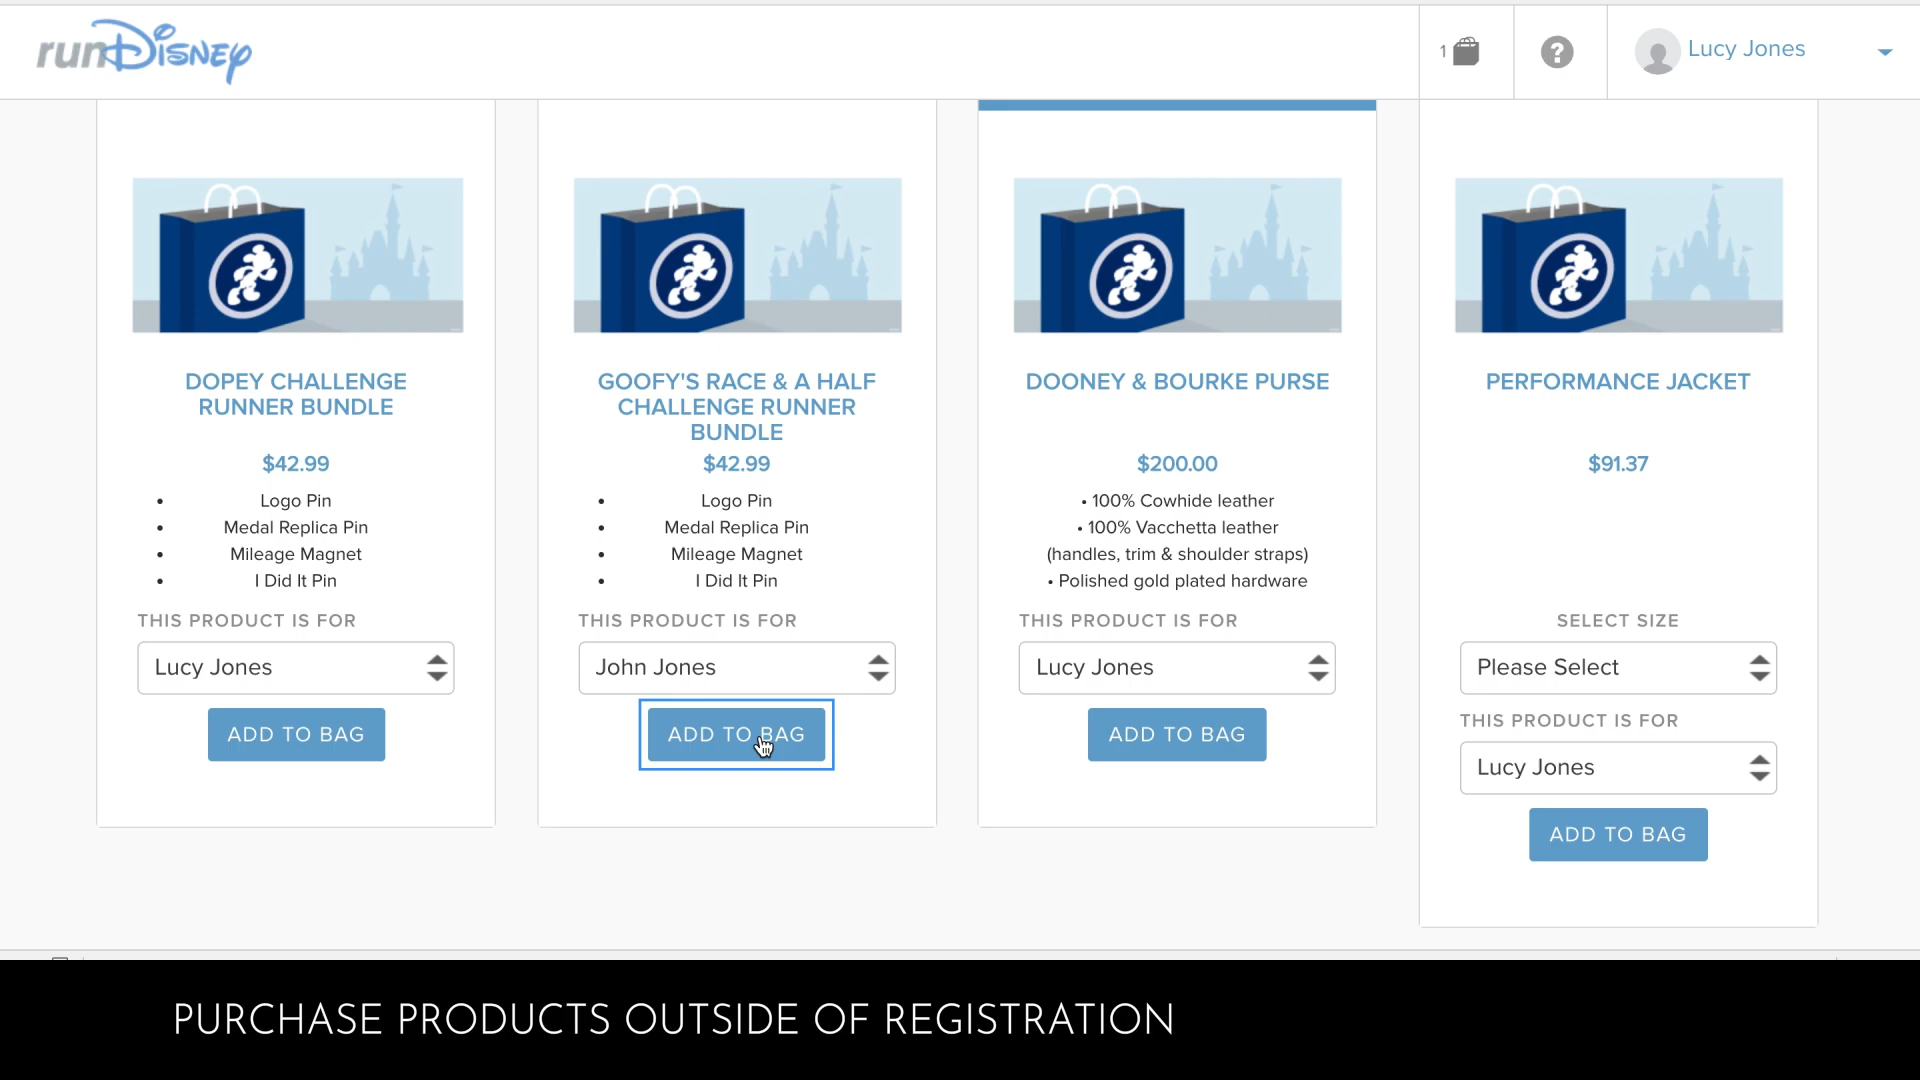 runDisney
1
?
Lucy Jones
DOPEY CHALLENGE
RUNNER BUNDLE
$42.99
• Logo Pin
• Medal Replica Pin
• Mileage Magnet
• I Did It Pin
THIS PRODUCT IS FOR
Lucy Jones
ADD TO BAG
GOOFY'S RACE & A HALF
CHALLENGE RUNNER
BUNDLE
$42.99
• Logo Pin
• Medal Replica Pin
• Mileage Magnet
• I Did It Pin
THIS PRODUCT IS FOR
John Jones
ADD TO BAG
DOONEY & BOURKE PURSE
$200.00
• 100% Cowhide leather
• 100% Vacchetta leather
(handles, trim & shoulder straps)
• Polished gold plated hardware
THIS PRODUCT IS FOR
Lucy Jones
ADD TO BAG
PERFORMANCE JACKET
$91.37
SELECT SIZE
Please Select
THIS PRODUCT IS FOR
Lucy Jones
ADD TO BAG
PURCHASE PRODUCTS OUTSIDE OF REGISTRATION